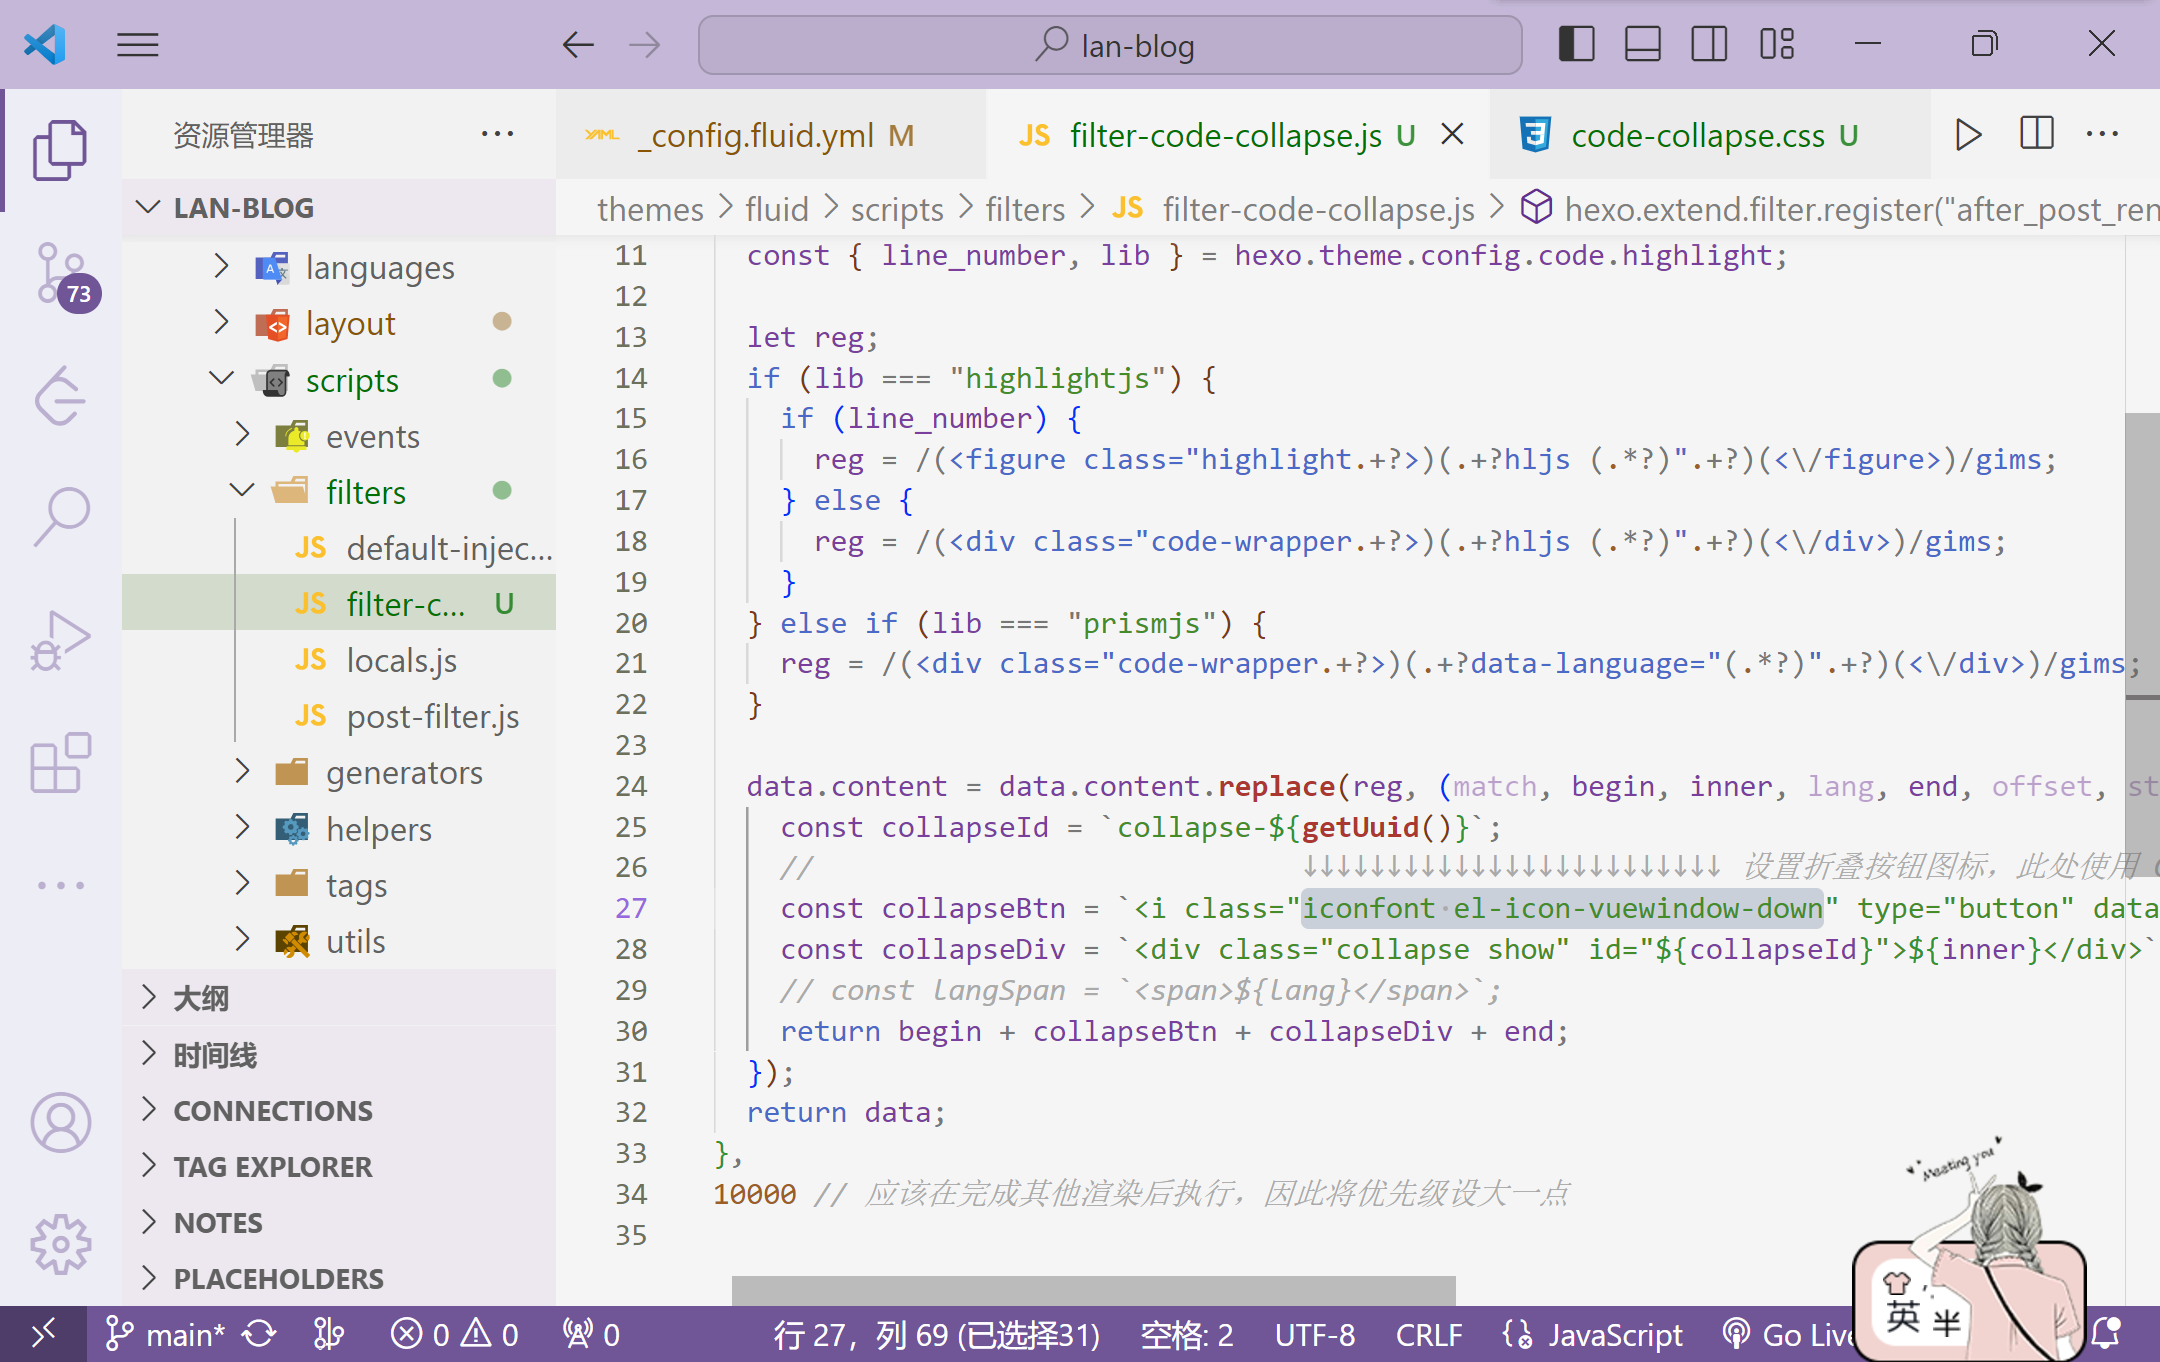 lan-blog
资源管理器 ···
_config.fluid.yml M
JS filter-code-collapse.js U
code-collapse.css U
LAN-BLOG
themes > fluid > scripts > filters > JS filter-code-collapse.js > hexo.extend.filter.register("after_post_ren
73
languages
layout
scripts
events
filters
JS default-injec...
JS filter-c... U
JS locals.js
JS post-filter.js
generators
helpers
tags
utils
大纲
时间线
CONNECTIONS
TAG EXPLORER
NOTES
PLACEHOLDERS
11 const { line_number, lib } = hexo.theme.config.code.highlight;
12
13 let reg;
14 if (lib === "highlightjs") {
15 if (line_number) {
16 reg = /(<figure class="highlight.+?>)(.+?hljs (.*?)".+?)(<\/figure>)/gims;
17 } else {
18 reg = /(<div class="code-wrapper.+?>)(.+?hljs (.*?)".+?)(<\/div>)/gims;
19 }
20 } else if (lib === "prismjs") {
21 reg = /(<div class="code-wrapper.+?>)(.+?data-language="(.*?)".+?)(<\/div>)/gims;
22 }
23
24 data.content = data.content.replace(reg, (match, begin, inner, lang, end, offset, st
25 const collapseId = `collapse-${getUuid()}`;
26 // ↓↓↓↓↓↓↓↓↓↓↓↓↓↓↓↓↓↓↓↓↓↓↓↓↓ 设置折叠按钮图标，此处使用
27 const collapseBtn = `<i class="iconfont el-icon-vuewindow-down" type="button" data
28 const collapseDiv = `<div class="collapse show" id="${collapseId}">${inner}</div>`
29 // const langSpan = `<span>${lang}</span>`;
30 return begin + collapseBtn + collapseDiv + end;
31 });
32 return data;
33 },
34 10000 // 应该在完成其他渲染后执行，因此将优先级设大一点
35
Meeting you
英 半
main* 0 0 0 行 27，列 69 (已选择31) 空格: 2 UTF-8 CRLF JavaScript Go Live